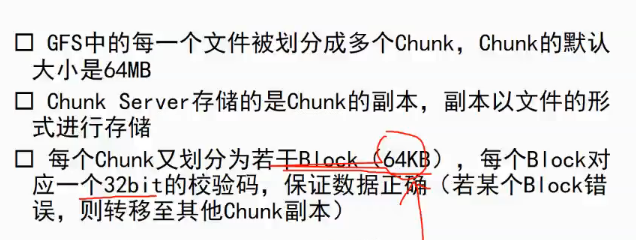 □ GFS中的每一个文件被划分成多个Chunk，Chunk的默认
大小是64MB
□ Chunk Server存储的是Chunk的副本，副本以文件的形
式进行存储
□ 每个Chunk又划分为若干Block（64KB），每个Block对
应一个32bit的校验码，保证数据正确（若某个Block错
误，则转移至其他Chunk副本）